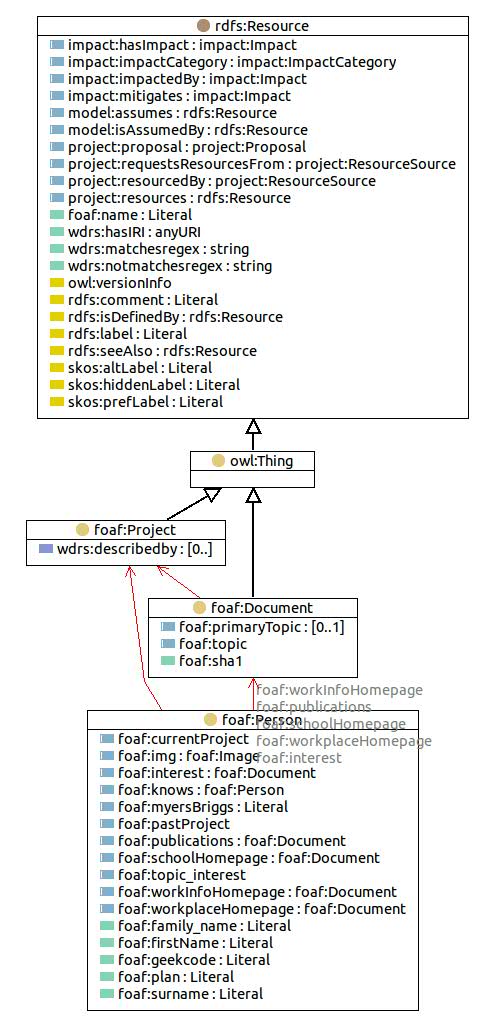 rdfs:Resource
impact:hasImpact : impact:Impact
impact:impactCategory : impact:ImpactCategory
impact:impactedBy : impact:Impact
impact:mitigates : impact:Impact
model:assumes : rdfs:Resource
model:isAssumedBy : rdfs:Resource
project:proposal : project:Proposal
project:requestsResourcesFrom : project:ResourceSource
project:resourcedBy : project:ResourceSource
project:resources : rdfs:Resource
foaf:name : Literal
wdrs:hasIRI : anyURI
wdrs:matchesregex : string
wdrs:notmatchesregex : string
owl:versionInfo
rdfs:comment : Literal
rdfs:isDefinedBy : rdfs:Resource
rdfs:label : Literal
rdfs:seeAlso : rdfs:Resource
skos:altLabel : Literal
skos:hiddenLabel : Literal
skos:prefLabel : Literal
owl:Thing
foaf:Project
wdrs:describedby : [0..]
foaf:Document
foaf:primaryTopic : [0..1]
foaf:topic
foaf:sha1
foaf:workInfoHomepage
foaf:publications
foaf:schoolHomepage
foaf:workplaceHomepage
foaf:interest
foaf:Person
foaf:currentProject
foaf:img : foaf:Image
foaf:interest : foaf:Document
foaf:knows : foaf:Person
foaf:myersBriggs : Literal
foaf:pastProject
foaf:publications : foaf:Document
foaf:schoolHomepage : foaf:Document
foaf:topic_interest
foaf:workInfoHomepage : foaf:Document
foaf:workplaceHomepage : foaf:Document
foaf:family_name : Literal
foaf:firstName : Literal
foaf:geekcode : Literal
foaf:plan : Literal
foaf:surname : Literal